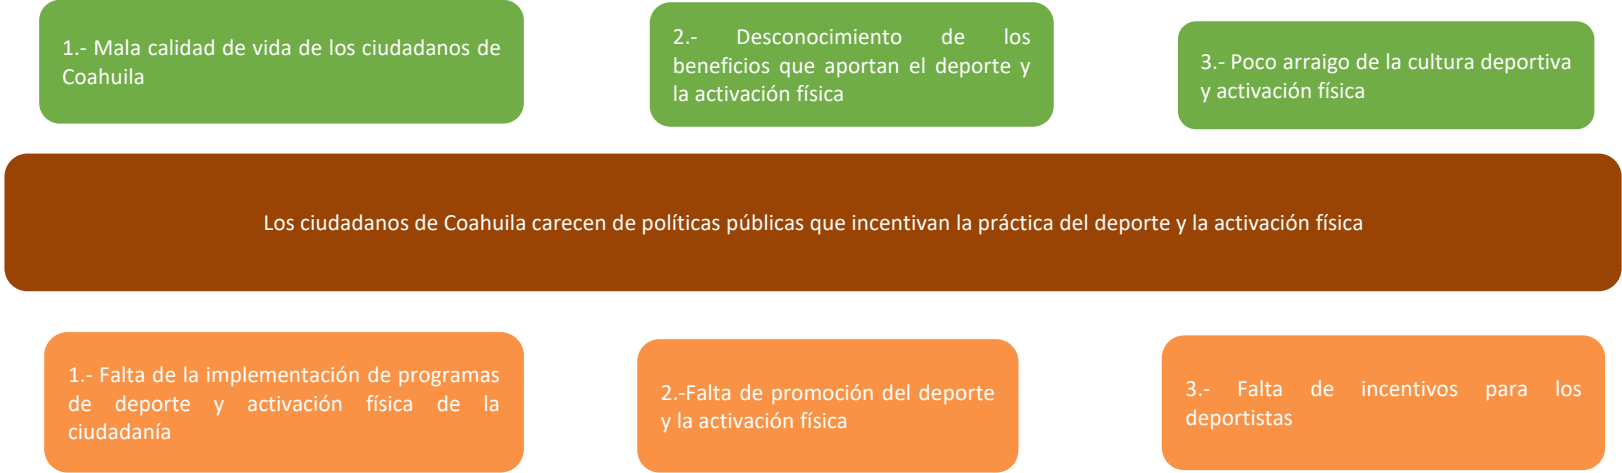 1.- Mala calidad de vida de los ciudadanos de
Coahuila
2.- Desconocimiento de los
beneficios que aportan el deporte y
la activación física
3.- Poco arraigo de la cultura deportiva
y activación física
Los ciudadanos de Coahuila carecen de políticas públicas que incentivan la práctica del deporte y la activación física
1.- Falta de la implementación de programas
de deporte y activación física de la
ciudadanía
2.-Falta de promoción del deporte
y la activación física
3.- Falta de incentivos para los
deportistas